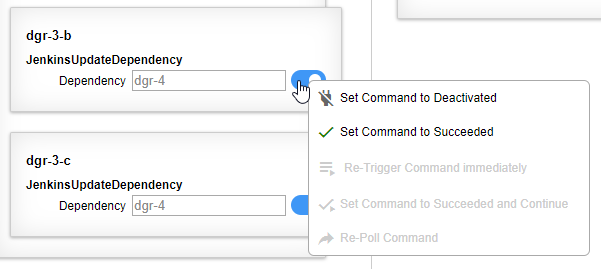 dgr-3-b
JenkinsUpdateDependency
Dependency dgr-4
Set Command to Deactivated
Set Command to Succeeded
Re-Trigger Command immediately
Set Command to Succeeded and Continue
Re-Poll Command
dgr-3-c
JenkinsUpdateDependency
Dependency dgr-4